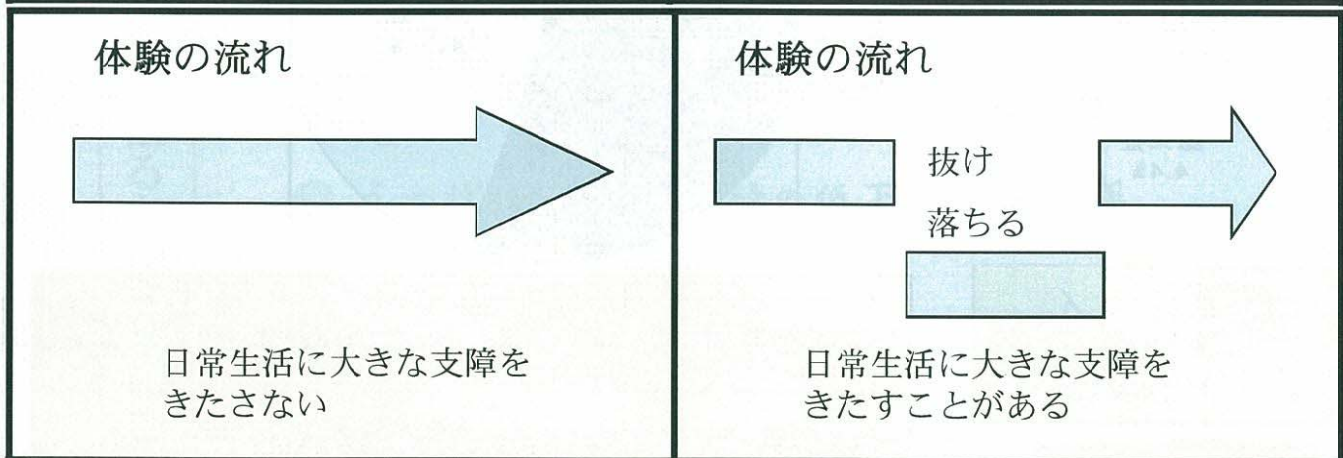 体験の流れ
日常生活に大きな支障を
きたさない
体験の流れ
抜け
落ちる
日常生活に大きな支障を
きたすことがある